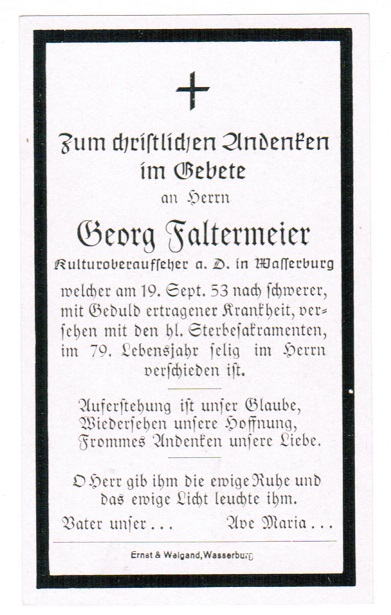 Zum christlichen Andenken
im Gebete
an Herrn
Georg Faltermeier
Kulturoberaufseher a. D. in Wasserburg
welcher am 19. Sept. 53 nach schwerer,
mit Geduld ertragener Krankheit, ver-
sehen mit den hl. Sterbesakramenten,
im 79. Lebensjahr selig im Herrn
verschieden ist.
Auferstehung ist unser Glaube,
Wiedersehen unsere Hoffnung,
Frommes Andenken unsere Liebe.
O Herr gib ihm die ewige Ruhe und
das ewige Licht leuchte ihm.
Vater unser . . . Ave Maria . . .
Ernst & Weigand, Wasserburg